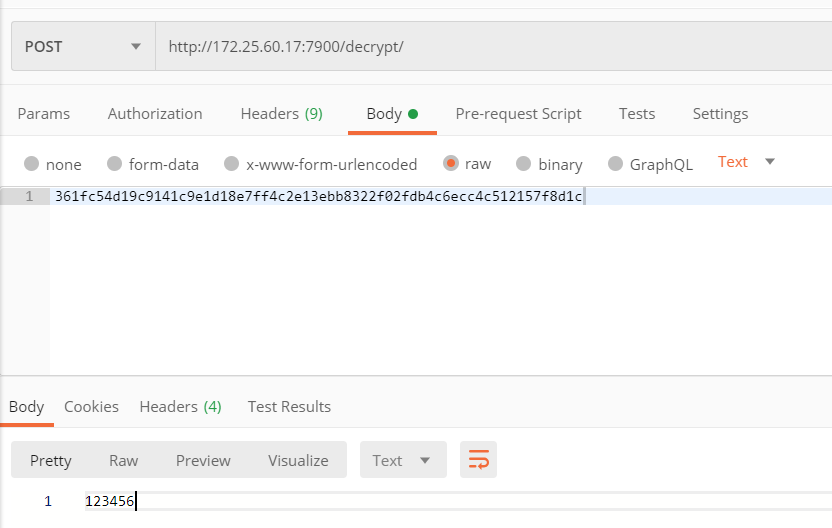 POST http://172.25.60.17:7900/decrypt/
Params Authorization Headers (9) Body Pre-request Script Tests Settings
none form-data x-www-form-urlencoded raw binary GraphQL Text
1 361fc54d19c9141c9e1d18e7ff4c2e13ebb8322f02fdb4c6ecc4c512157f8d1c
Body Cookies Headers (4) Test Results
Pretty Raw Preview Visualize Text
1 123456